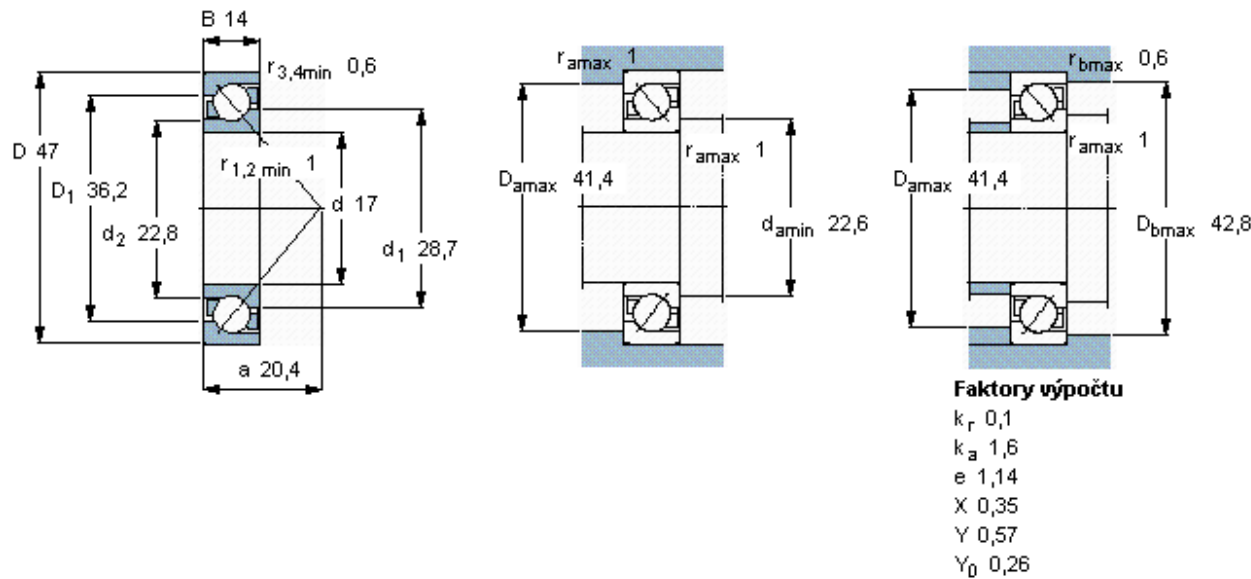 B 14
r3,4min 0,6
D 47
D1 36,2
d2 22,8
r1,2 min 1
d 17
d1 28,7
a 20,4
ramax 1
Damax 41,4
ramax 1
damin 22,6
rbmax 0,6
Damax 41,4
ramax 1
Dbmax 42,8
Faktory výpočtu
kr 0,1
ka 1,6
e 1,14
X 0,35
Y 0,57
Y0 0,26